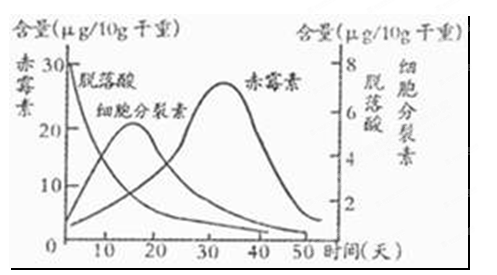 含量(μg/10g干重)
含量(μg/10g干重)
赤霉素
30
20
10
0
脱落酸
细胞分裂素
赤霉素
8
6
4
2
脱落酸
细胞分裂素
10 20 30 40 50 时间(天)